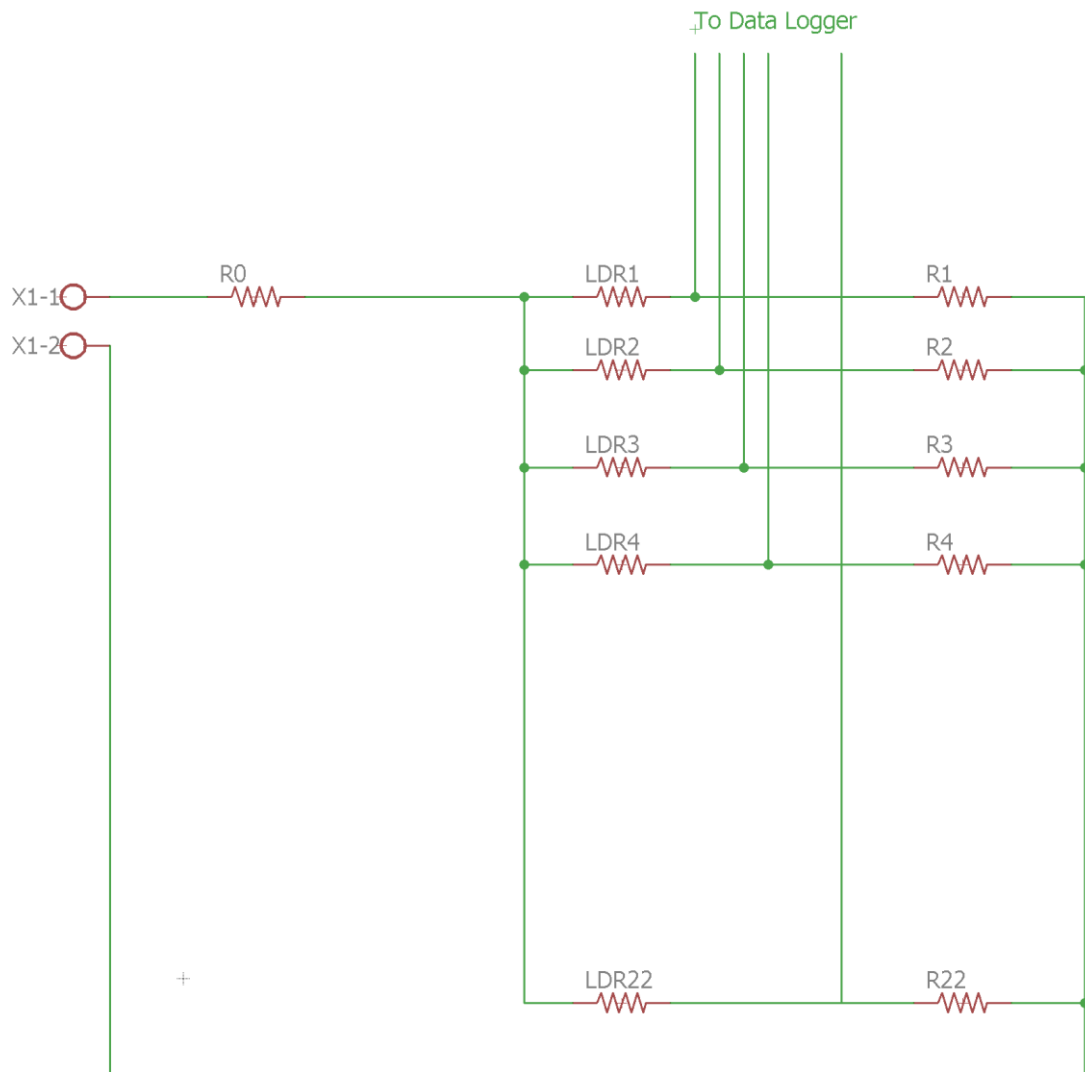 To Data Logger
R0
LDR1
R1
X1-1
X1-2
LDR2
R2
LDR3
R3
LDR4
R4
LDR22
R22